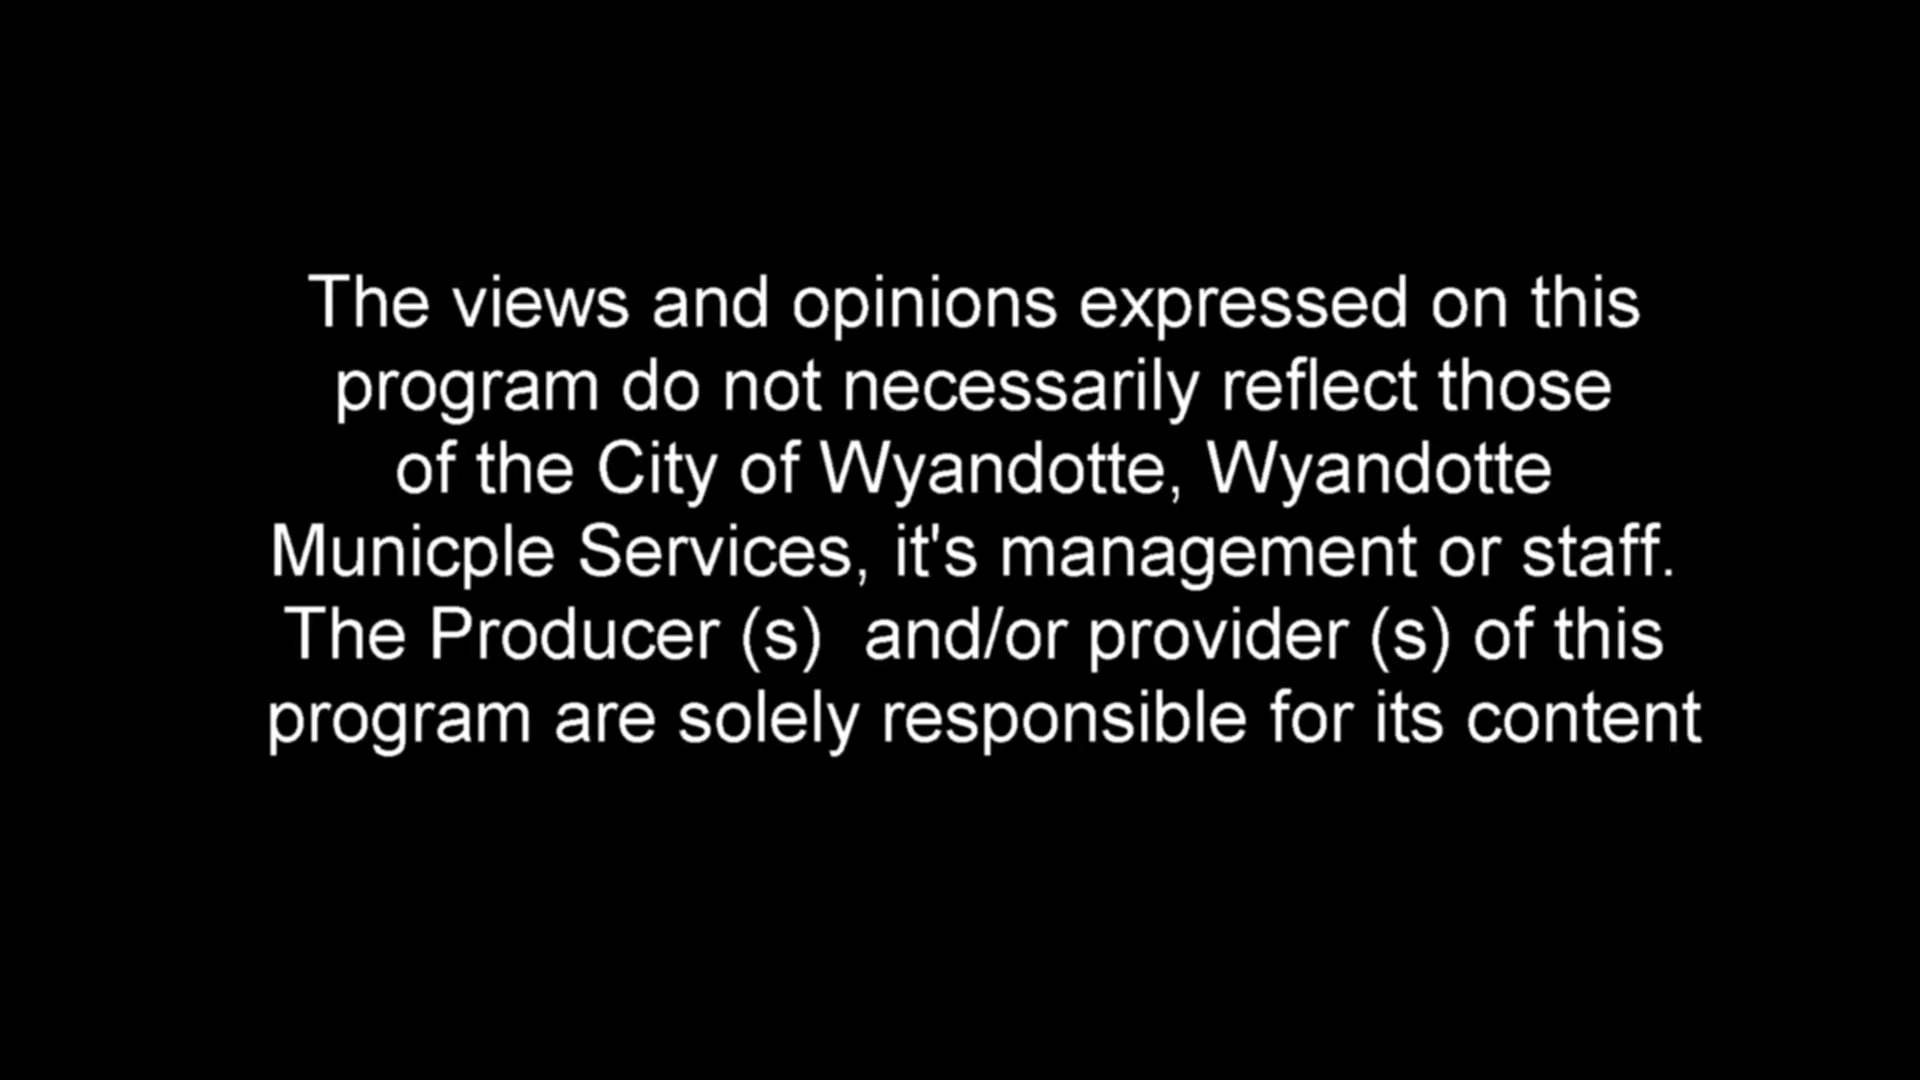 The views and opinions expressed on this
program do not necessarily reflect those
of the City of Wyandotte, Wyandotte
Municple Services, it's management or staff.
The Producer (s)  and/or provider (s) of this
program are solely responsible for its content